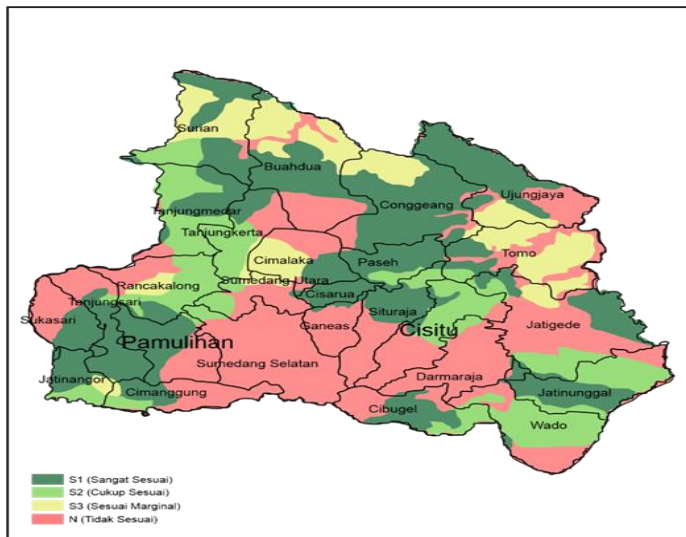 Surian
Buahdua
Ujungjaya
Tanjungmedar
Conggeang
Tanjungkerta
Tomo
Cimalaka
Paseh
Rancakalong
Sumedang Utara
Cisarua
Tanjungsari
Situraja
Sukasari
Ganeas
Cisitu
Jatigede
Pamulihan
Sumedang Selatan
Darmaraja
Jatinangor
Cimanggung
Jatinunggal
Cibugel
Wado
S1 (Sangat Sesuai)
S2 (Cukup Sesuai)
S3 (Sesuai Marginal)
N (Tidak Sesuai)